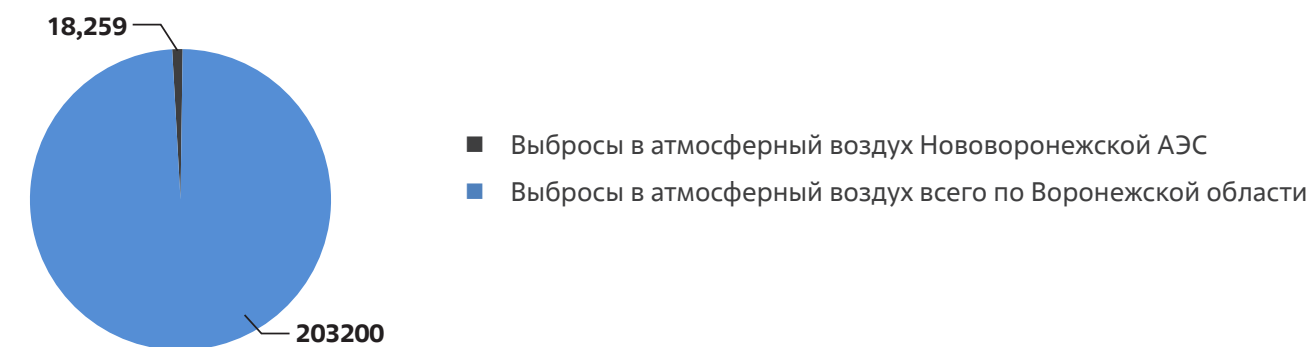 18,259
Выбросы в атмосферный воздух Нововоронежской АЭС
Выбросы в атмосферный воздух всего по Воронежской области
203200